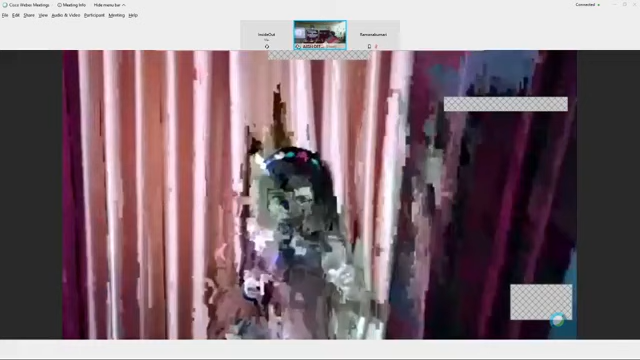 Cisco Webex Meetings Meeting Info Hide menu bar Connected
File Edit Share View Audio & Video Participant Meeting Help
InsideOut